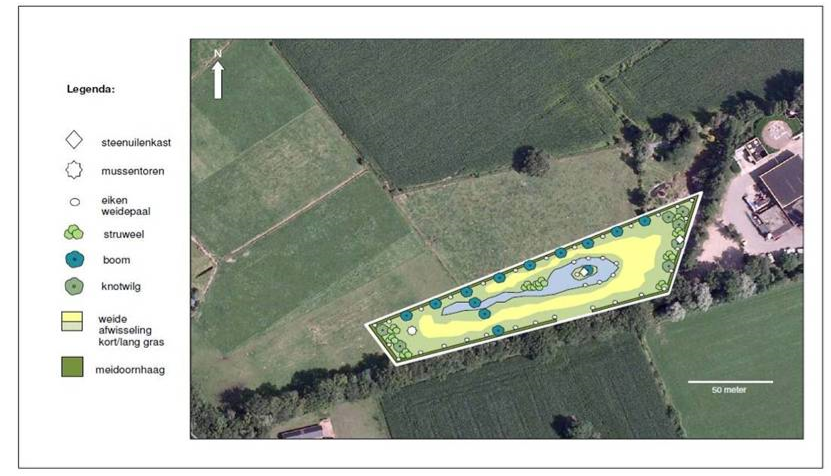 Legenda:
steenuilenkast
mussentoren
eiken
weidepaal
struweel
boom
knotwilg
weide
afwisseling
kort/lang gras
meidoornhaag
N
50 meter